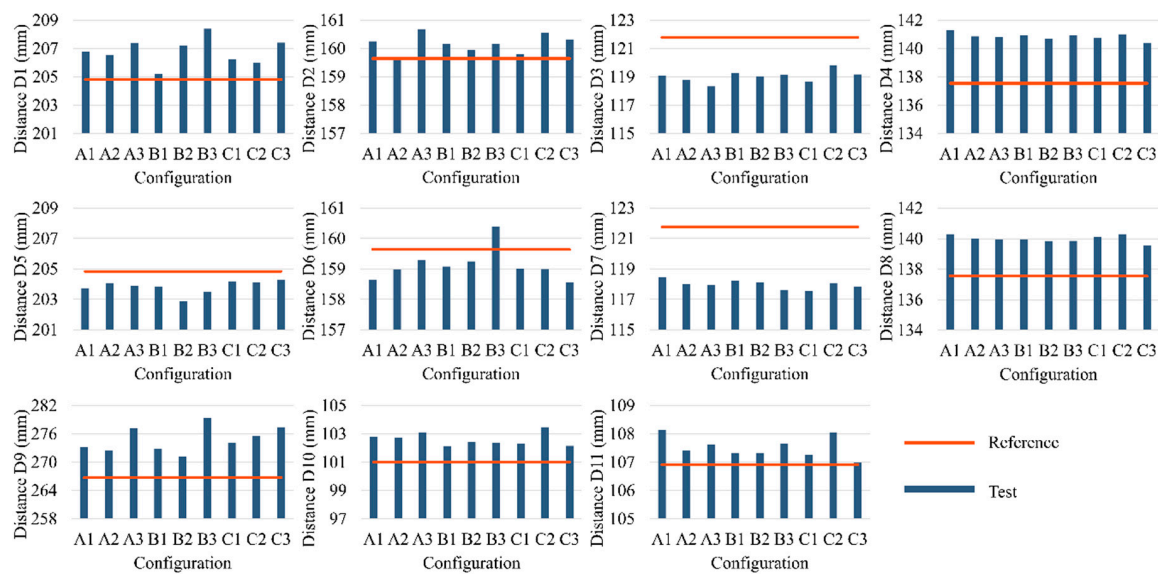 Distance D1 (mm)
209
207
205
203
201
A1 A2 A3 B1 B2 B3 C1 C2 C3
Configuration
Distance D2 (mm)
161
160
159
158
157
A1 A2 A3 B1 B2 B3 C1 C2 C3
Configuration
Distance D3 (mm)
123
121
119
117
115
A1 A2 A3 B1 B2 B3 C1 C2 C3
Configuration
Distance D4 (mm)
142
140
138
136
134
A1 A2 A3 B1 B2 B3 C1 C2 C3
Configuration
Distance D5 (mm)
209
207
205
203
201
A1 A2 A3 B1 B2 B3 C1 C2 C3
Configuration
Distance D6 (mm)
161
160
159
158
157
A1 A2 A3 B1 B2 B3 C1 C2 C3
Configuration
Distance D7 (mm)
123
121
119
117
115
A1 A2 A3 B1 B2 B3 C1 C2 C3
Configuration
Distance D8 (mm)
142
140
138
136
134
A1 A2 A3 B1 B2 B3 C1 C2 C3
Configuration
Distance D9 (mm)
282
276
270
264
258
A1 A2 A3 B1 B2 B3 C1 C2 C3
Configuration
Distance D10 (mm)
105
103
101
99
97
A1 A2 A3 B1 B2 B3 C1 C2 C3
Configuration
Distance D11 (mm)
109
108
107
106
105
A1 A2 A3 B1 B2 B3 C1 C2 C3
Configuration
Reference
Test